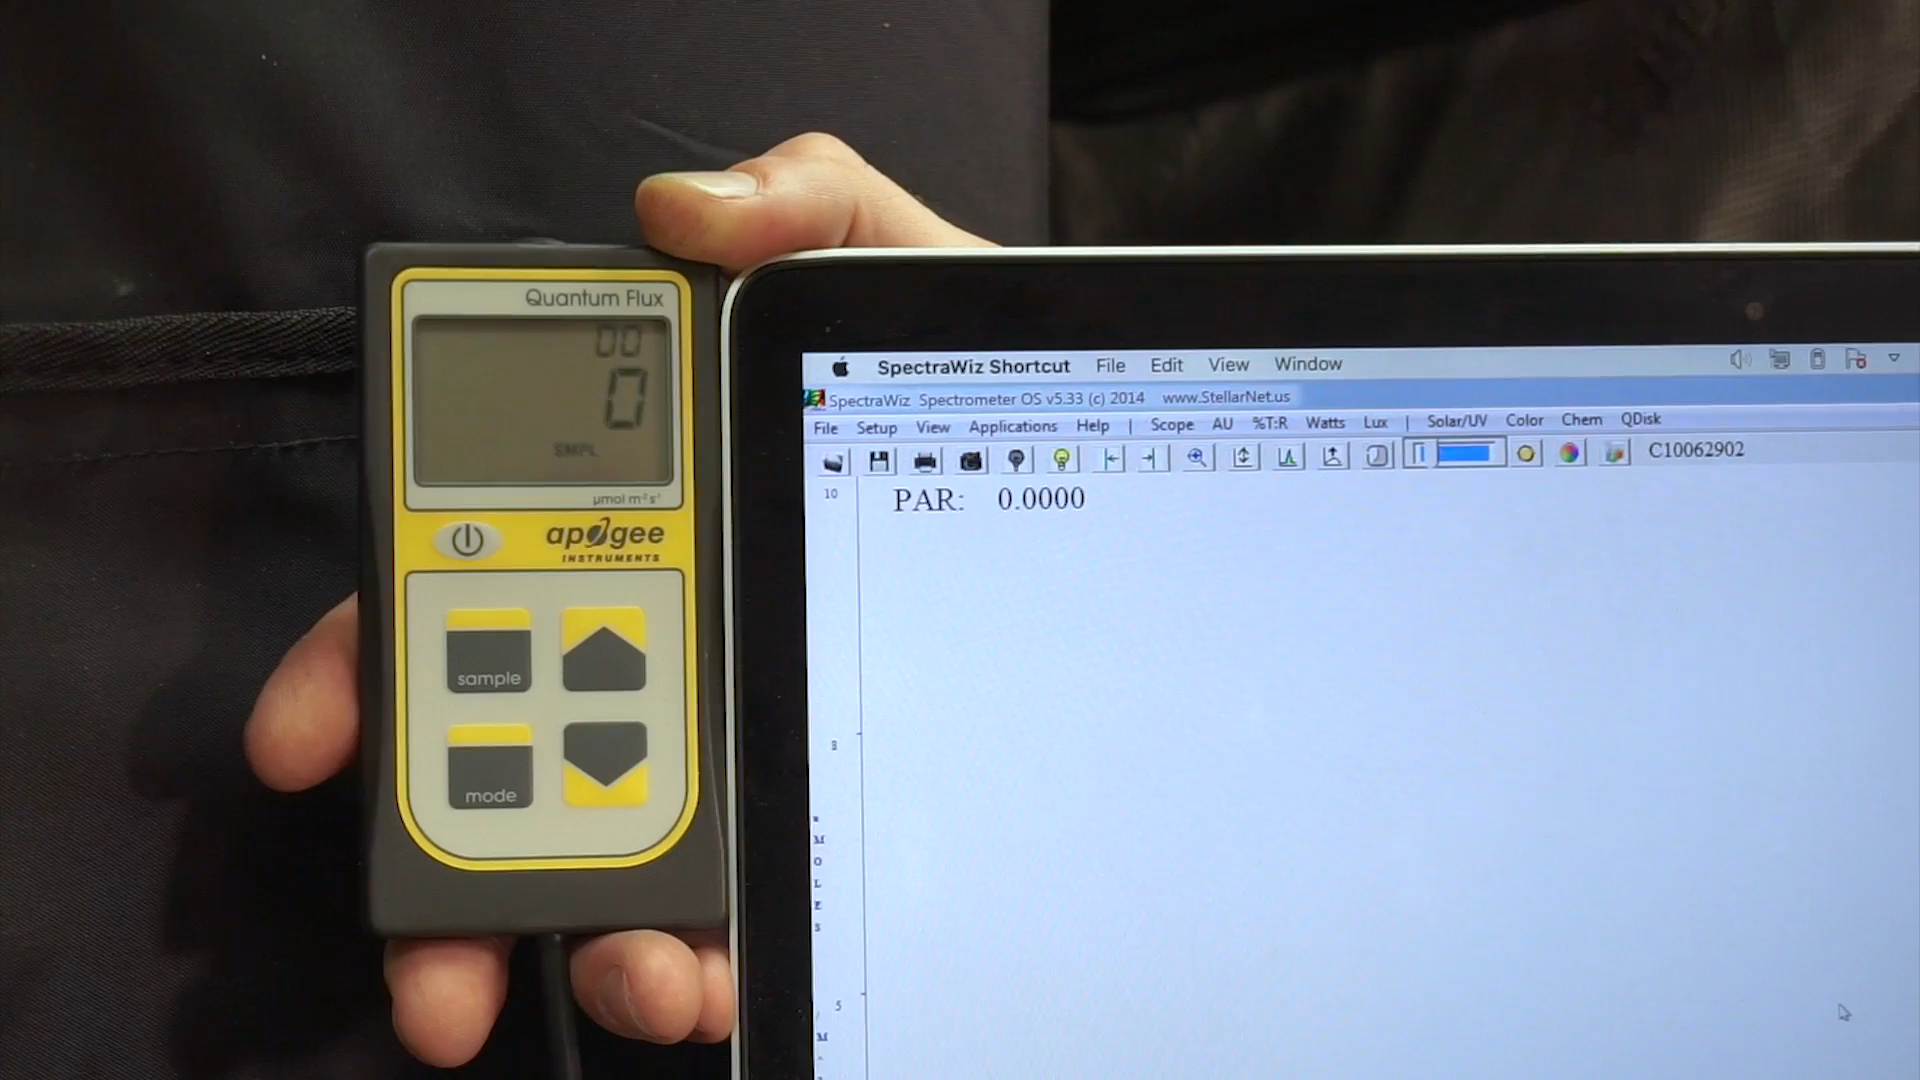 Quantum Flux
00
0
SMPL
µmol m⁻² s⁻¹
apogee
INSTRUMENTS
sample
mode
SpectraWiz Shortcut File Edit View Window
SpectraWiz Spectrometer OS v5.33 (c) 2014 www.StellarNet.us
File Setup View Applications Help | Scope AU %T:R Watts Lux | Solar/UV Color Chem QDisk
C10062902
10
PAR: 0.0000
8
M
O
L
E
S
5
/
M